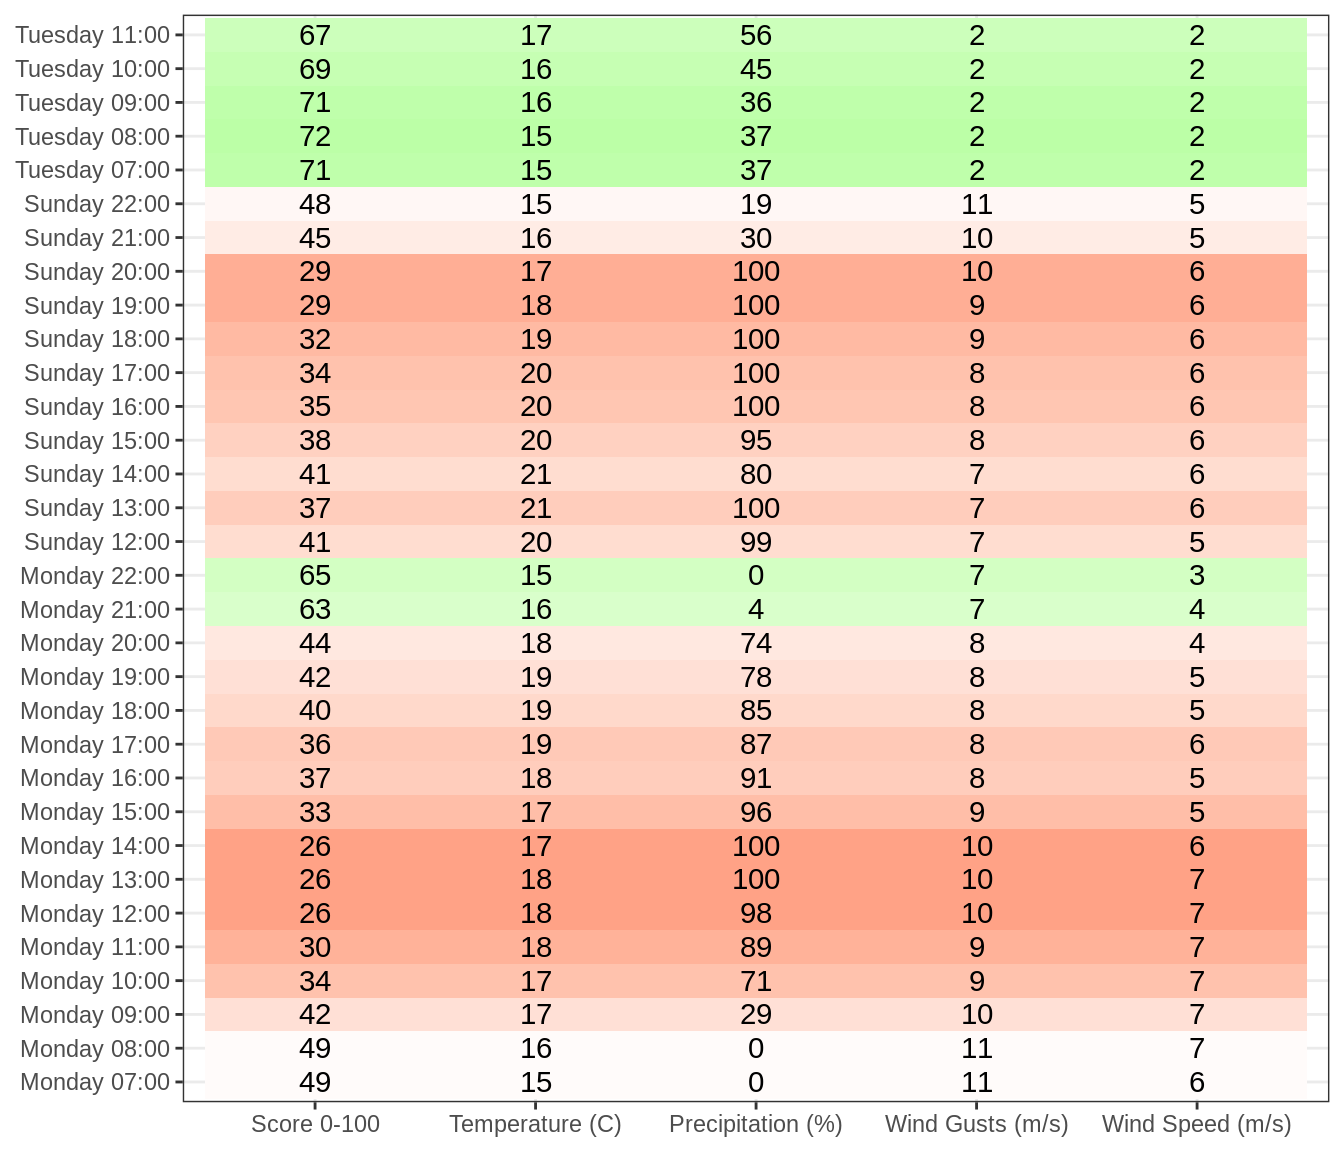 Tuesday 11:00 67 17 56 2 2
Tuesday 10:00 69 16 45 2 2
Tuesday 09:00 71 16 36 2 2
Tuesday 08:00 72 15 37 2 2
Tuesday 07:00 71 15 37 2 2
Sunday 22:00 48 15 19 11 5
Sunday 21:00 45 16 30 10 5
Sunday 20:00 29 17 100 10 6
Sunday 19:00 29 18 100 9 6
Sunday 18:00 32 19 100 9 6
Sunday 17:00 34 20 100 8 6
Sunday 16:00 35 20 100 8 6
Sunday 15:00 38 20 95 8 6
Sunday 14:00 41 21 80 7 6
Sunday 13:00 37 21 100 7 6
Sunday 12:00 41 20 99 7 5
Monday 22:00 65 15 0 7 3
Monday 21:00 63 16 4 7 4
Monday 20:00 44 18 74 8 4
Monday 19:00 42 19 78 8 5
Monday 18:00 40 19 85 8 5
Monday 17:00 36 19 87 8 6
Monday 16:00 37 18 91 8 5
Monday 15:00 33 17 96 9 5
Monday 14:00 26 17 100 10 6
Monday 13:00 26 18 100 10 7
Monday 12:00 26 18 98 10 7
Monday 11:00 30 18 89 9 7
Monday 10:00 34 17 71 9 7
Monday 09:00 42 17 29 10 7
Monday 08:00 49 16 0 11 7
Monday 07:00 49 15 0 11 6
Score 0-100 Temperature (C) Precipitation (%) Wind Gusts (m/s) Wind Speed (m/s)